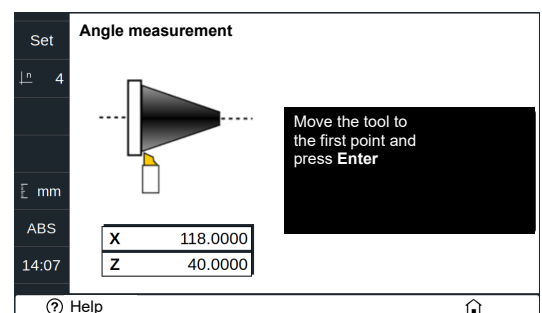 Set
Angle measurement
n 4
Move the tool to
the first point and
press Enter
mm
ABS
X 118.0000
Z 40.0000
14:07
? Help